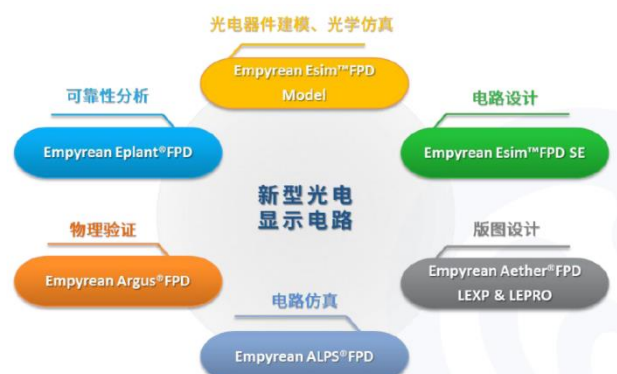 光电器件建模、光学仿真
Empyrean Esim™FPD
Model
可靠性分析
Empyrean Eplant®FPD
电路设计
Empyrean Esim™FPD SE
新型光电
显示电路
物理验证
Empyrean Argus®FPD
版图设计
Empyrean Aether®FPD
LEXP & LEPRO
电路仿真
Empyrean ALPS®FPD